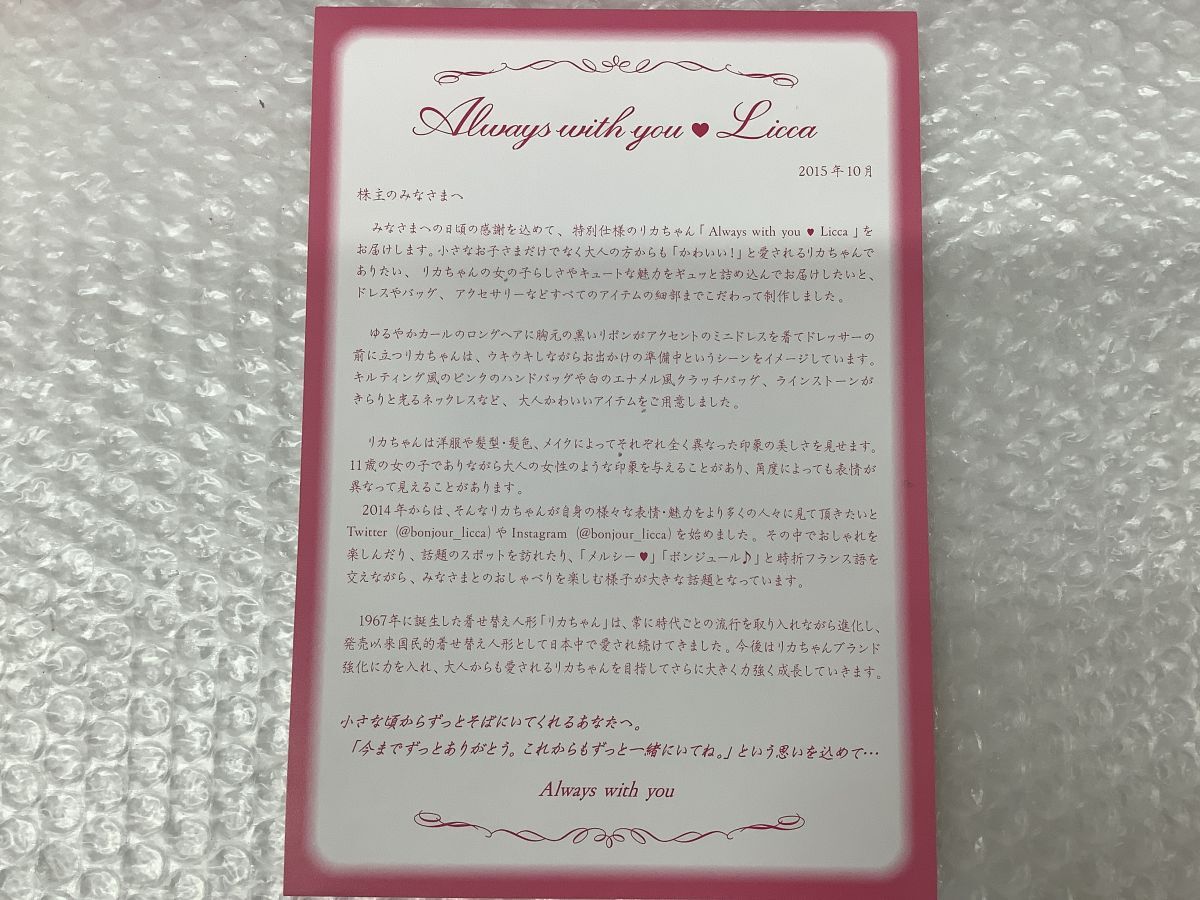 Always with you ♥ Licca
2015年10月
株主のみなさまへ
みなさまへの日頃の感謝を込めて、特別仕様のリカちゃん「Always with you ♥ Licca」を
お届けします。小さなお子さまだけでなく大人の方からも「かわいい！」と愛されるリカちゃんで
ありたい、リカちゃんの女の子らしさやキュートな魅力をギュッと詰め込んでお届けしたいと、
ドレスやバッグ、アクセサリーなどすべてのアイテムの細部までこだわって制作しました。
ゆるやかカールのロングヘアに胸元の黒いリボンがアクセントのミニドレスを着てドレッサーの
前に立つリカちゃんは、ウキウキしながらお出かけの準備中というシーンをイメージしています。
キルティング風のピンクのハンドバッグや白のエナメル風クラッチバッグ、ラインストーンが
きらりと光るネックレスなど、大人かわいいアイテムをご用意しました。
リカちゃんは洋服や髪型・髪色、メイクによってそれぞれ全く異なった印象の美しさを見せます。
11歳の女の子でありながら大人の女性のような印象を与えることがあり、角度によっても表情が
異なって見えることがあります。
2014年からは、そんなリカちゃんが自身の様々な表情・魅力をより多くの人々に見て頂きたいと
Twitter (@bonjour_licca)やInstagram (@bonjour_licca)を始めました。その中でおしゃれを
楽しんだり、話題のスポットを訪れたり、「メルシー♥」「ボンジュール♪」と時折フランス語を
交えながら、みなさまとのおしゃべりを楽しむ様子が大きな話題となっています。
1967年に誕生した着せ替え人形「リカちゃん」は、常に時代ごとの流行を取り入れながら進化し、
発売以来国民的着せ替え人形として日本中で愛され続けてきました。今後はリカちゃんブランド
強化に力を入れ、大人からも愛されるリカちゃんを目指してさらに大きく力強く成長していきます。
小さな頃からずっとそばにいてくれるあなたへ。
「今までずっとありがとう。これからもずっと一緒にいてね。」という思いを込めて…
Always with you